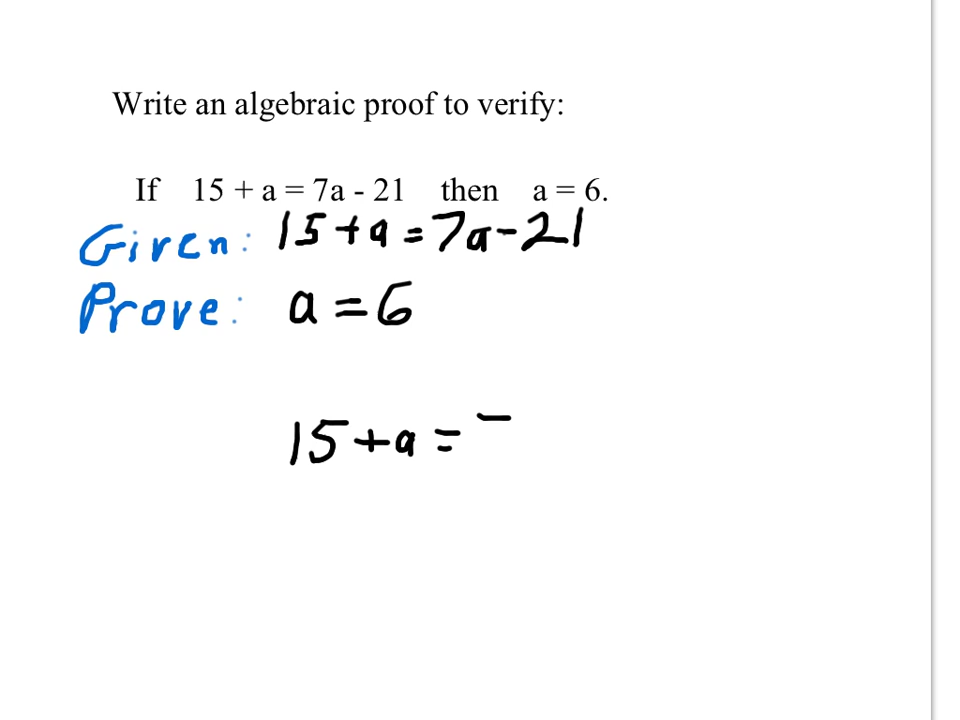 Write an algebraic proof to verify:
If 15 + a = 7a - 21 then a = 6.
Given: 15+a=7a-21
Prove: a=6
15+a=